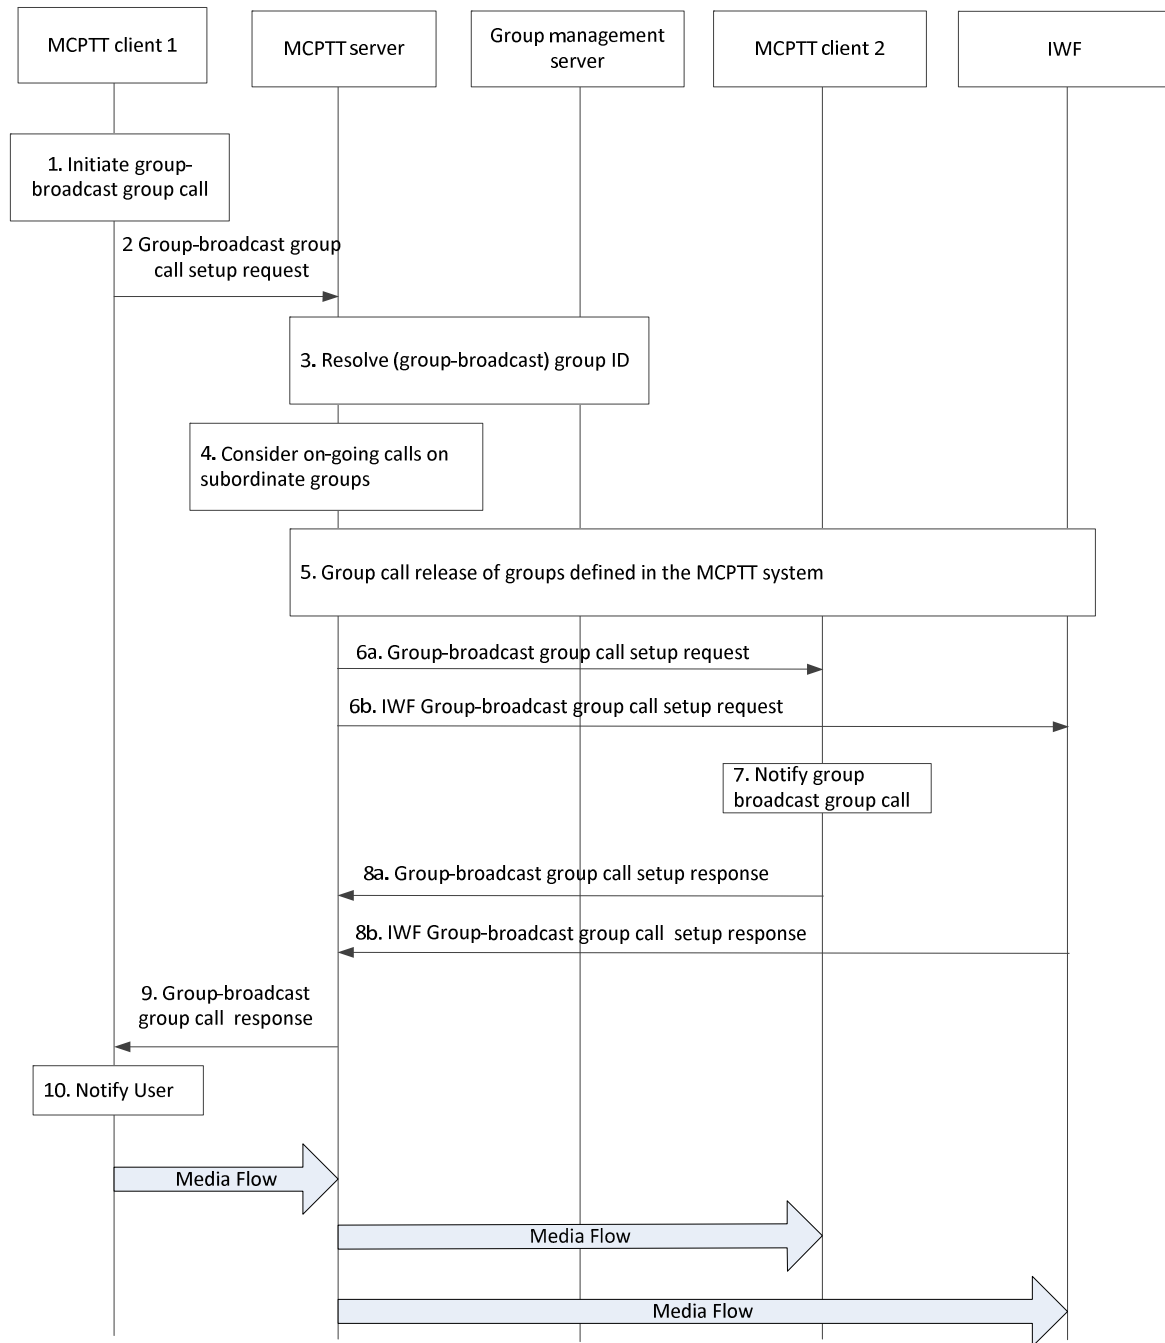 MCPTT client 1
MCPTT server
Group management
server
MCPTT client 2
IWF
1. Initiate group-
broadcast group call
2 Group-broadcast group
call setup request
3. Resolve (group-broadcast) group ID
4. Consider on-going calls on
subordinate groups
5. Group call release of groups defined in the MCPTT system
6a. Group-broadcast group call setup request
6b. IWF Group-broadcast group call setup request
7. Notify group
broadcast group call
8a. Group-broadcast group call setup response
8b. IWF Group-broadcast group call setup response
9. Group-broadcast
group call response
10. Notify User
Media Flow
Media Flow
Media Flow